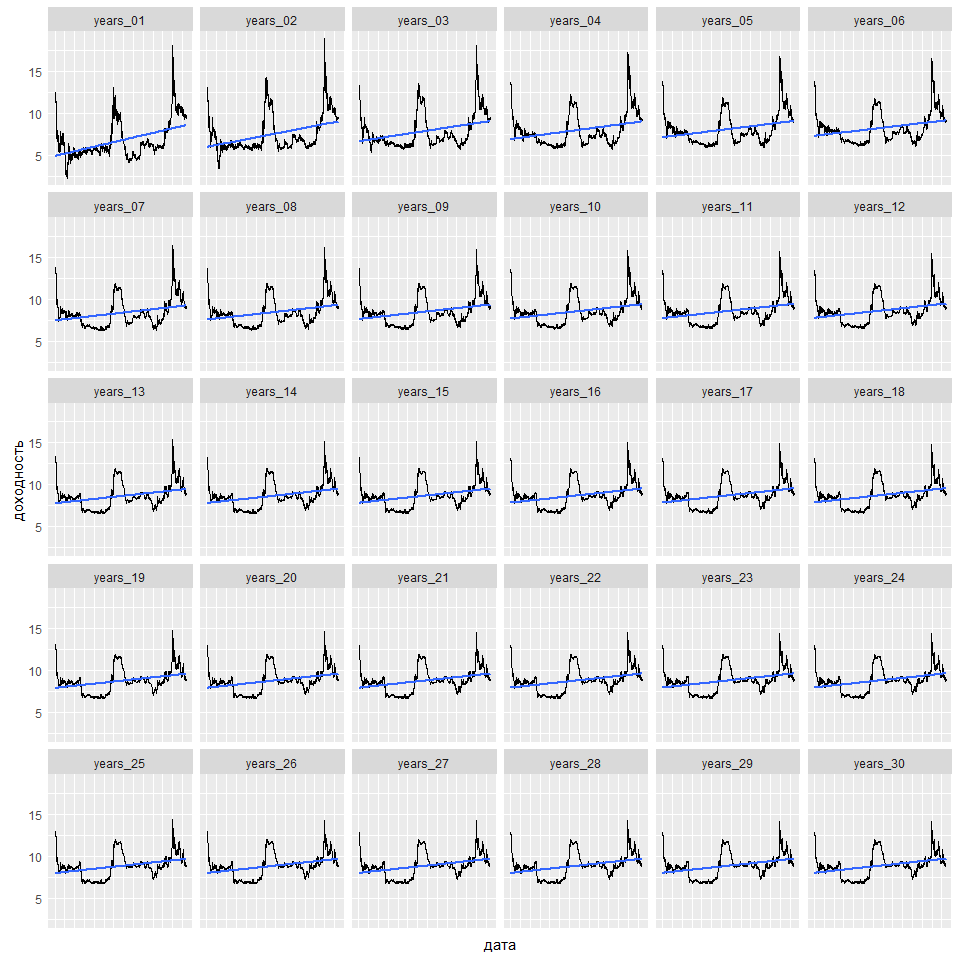 years_01 years_02 years_03 years_04 years_05 years_06
15
10
5
years_07 years_08 years_09 years_10 years_11 years_12
15
10
5
years_13 years_14 years_15 years_16 years_17 years_18
15
10
5
years_19 years_20 years_21 years_22 years_23 years_24
15
10
5
years_25 years_26 years_27 years_28 years_29 years_30
15
10
5
доходность
дата